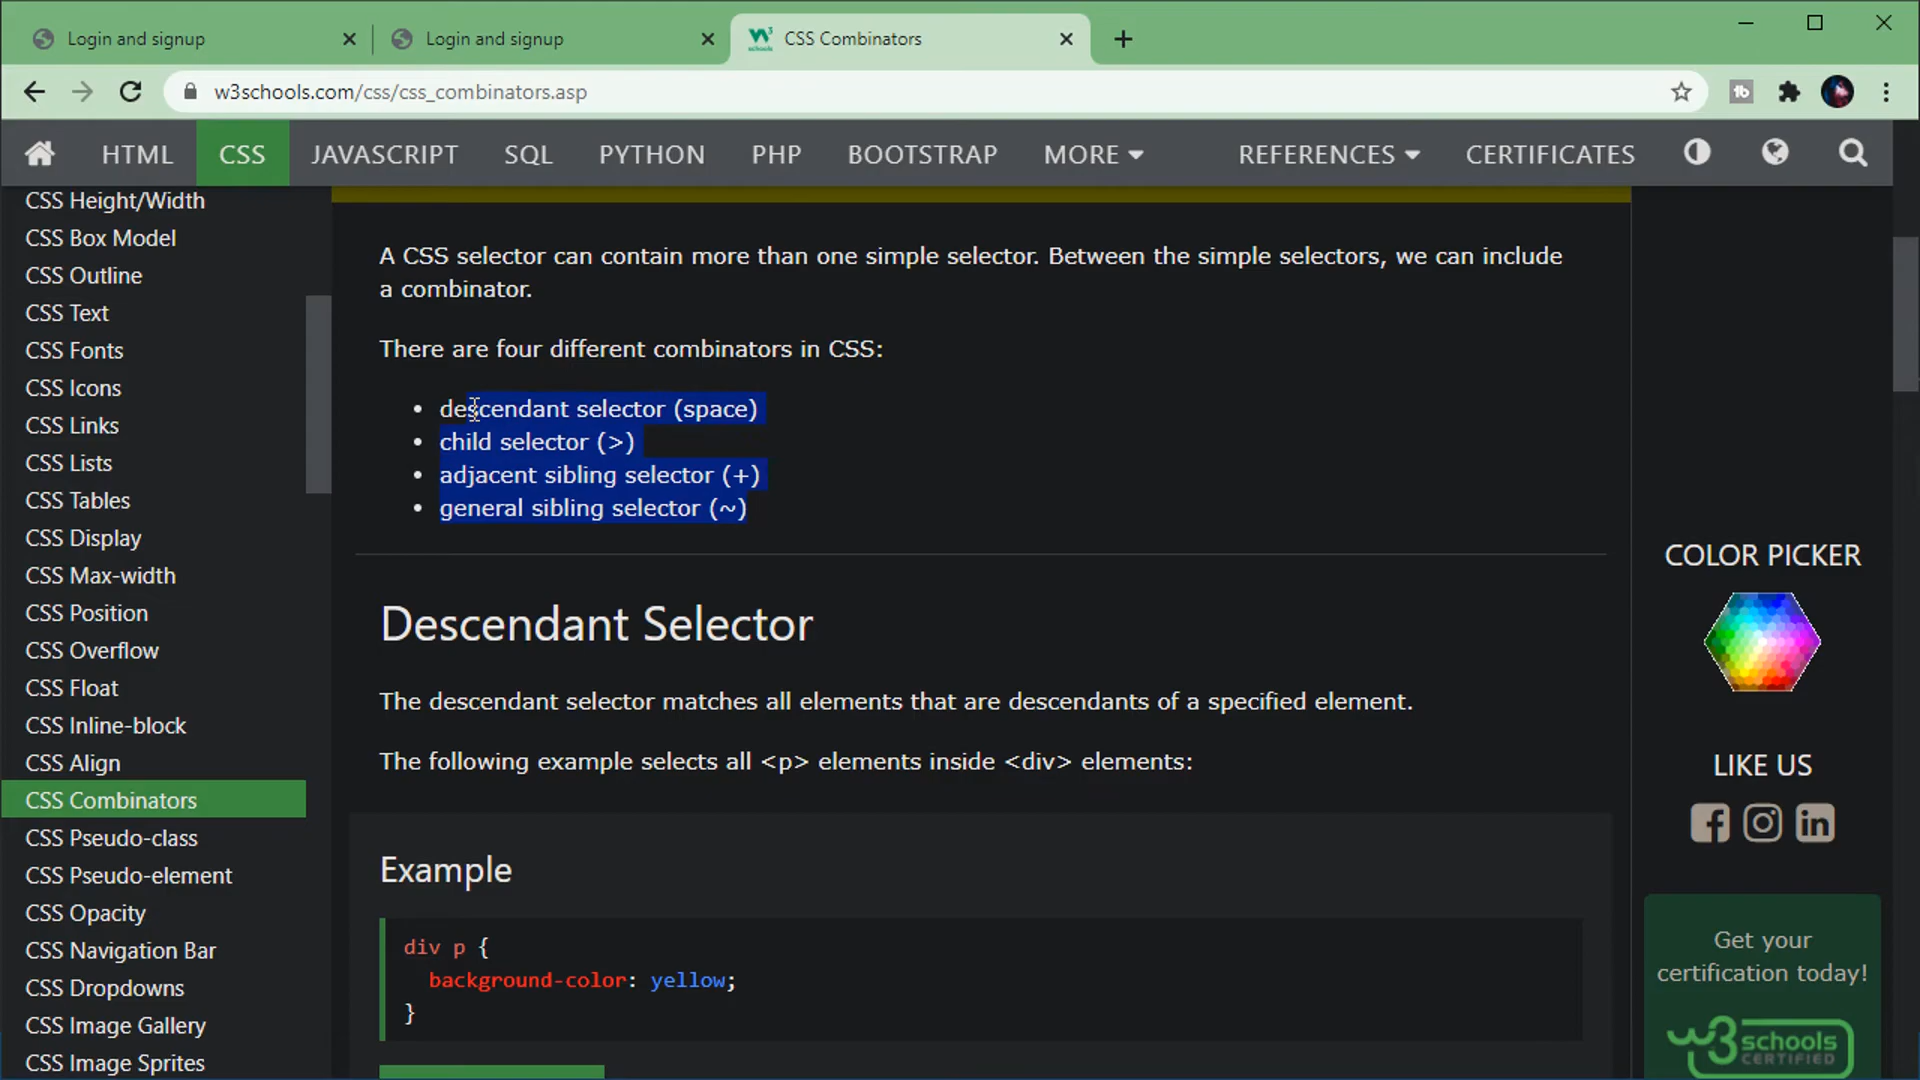 Login and signup
Login and signup
CSS Combinators
w3schools.com/css/css_combinators.asp
HTML CSS JAVASCRIPT SQL PYTHON PHP BOOTSTRAP MORE REFERENCES CERTIFICATES
CSS Height/Width
CSS Box Model
CSS Outline
CSS Text
CSS Fonts
CSS Icons
CSS Links
CSS Lists
CSS Tables
CSS Display
CSS Max-width
CSS Position
CSS Overflow
CSS Float
CSS Inline-block
CSS Align
CSS Combinators
CSS Pseudo-class
CSS Pseudo-element
CSS Opacity
CSS Navigation Bar
CSS Dropdowns
CSS Image Gallery
CSS Image Sprites
A CSS selector can contain more than one simple selector. Between the simple selectors, we can include
a combinator.
There are four different combinators in CSS:
• descendant selector (space)
• child selector (>)
• adjacent sibling selector (+)
• general sibling selector (~)
Descendant Selector
The descendant selector matches all elements that are descendants of a specified element.
The following example selects all <p> elements inside <div> elements:
Example
div p {
background-color: yellow;
}
COLOR PICKER
LIKE US
Get your
certification today!
w3schools
CERTIFIED